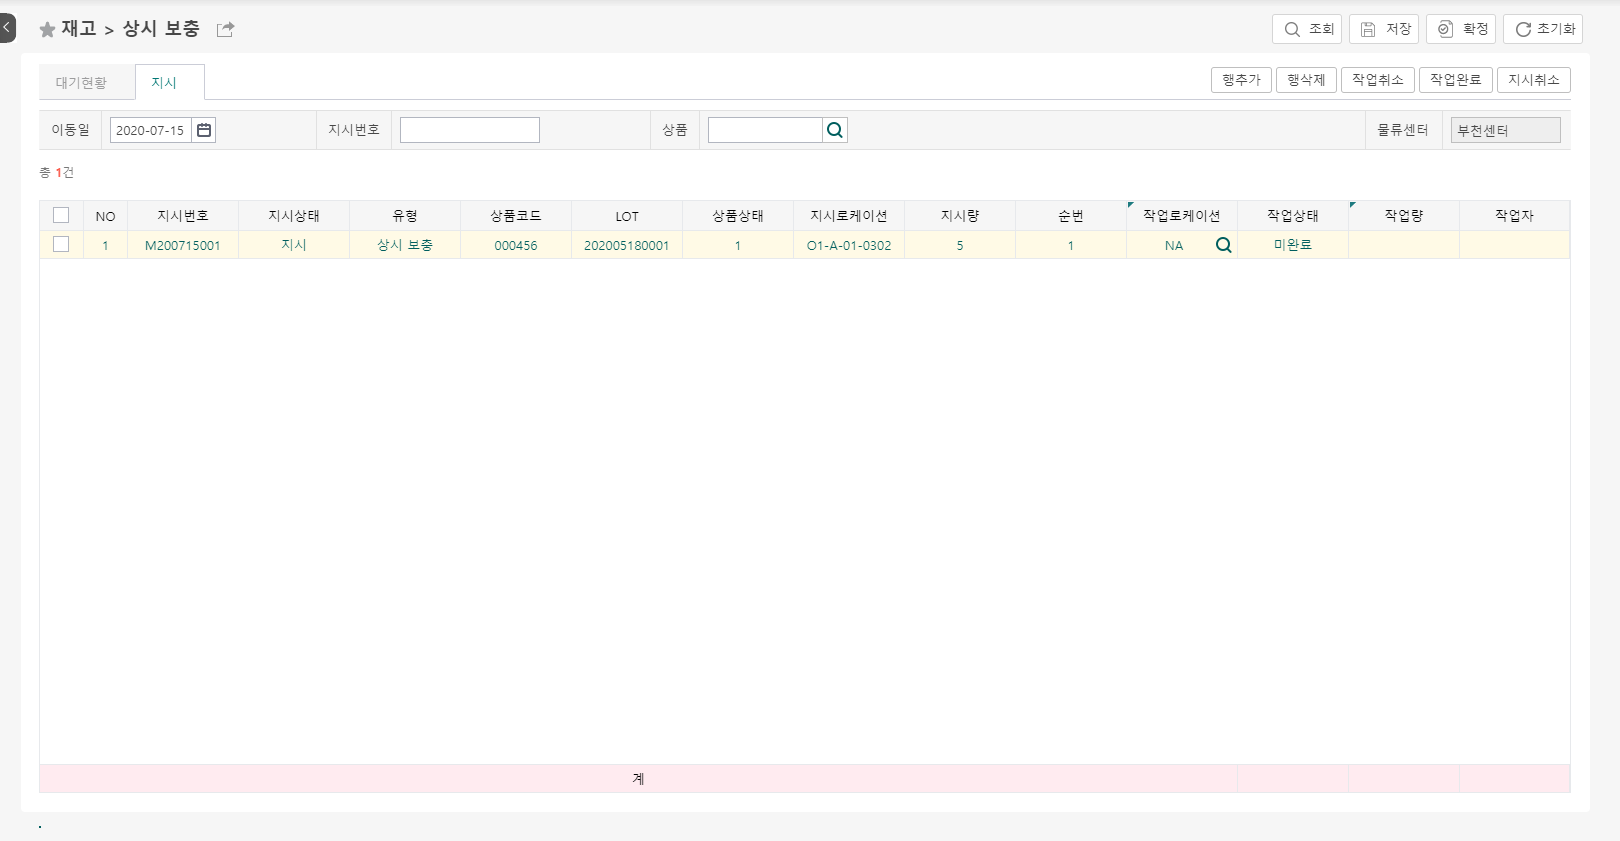 재고 > 상시 보충
조회 저장 확정 초기화
대기현황 지시
행추가 행삭제 작업취소 작업완료 지시취소
이동일 2020-07-15 지시번호 상품 물류센터 부천센터
총 1건
NO 지시번호 지시상태 유형 상품코드 LOT 상품상태 지시로케이션 지시량 순번 작업로케이션 작업상태 작업량 작업자
1 M200715001 지시 상시 보충 000456 202005180001 1 O1-A-01-0302 5 1 NA 미완료
계